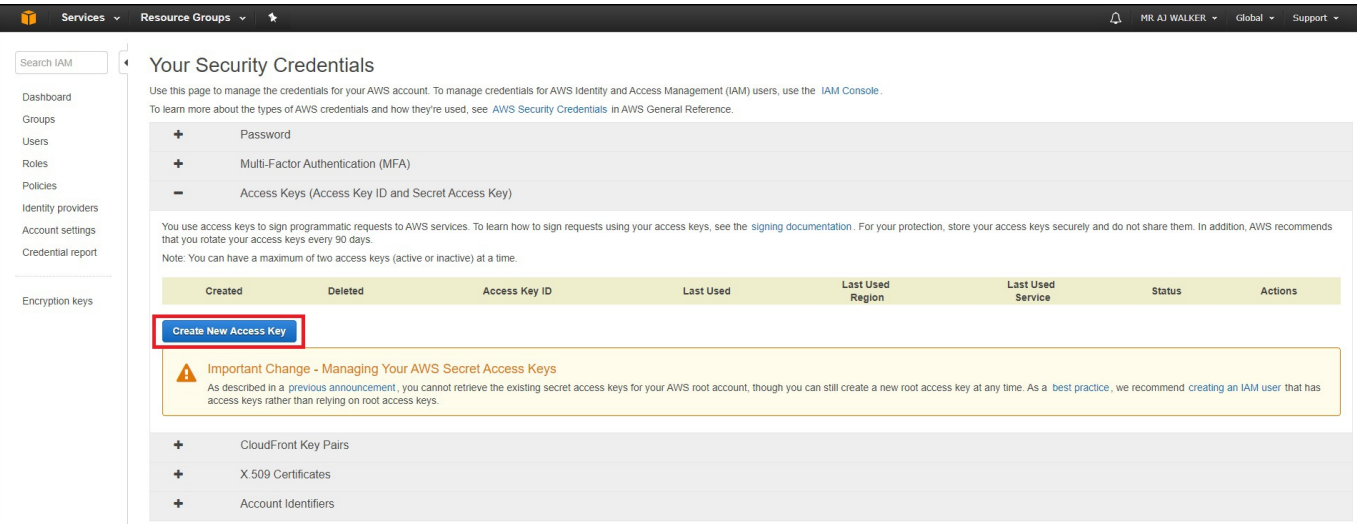 Services Resource Groups MR AJ WALKER Global Support
Search IAM
Dashboard
Groups
Users
Roles
Policies
Identity providers
Account settings
Credential report
Encryption keys
Your Security Credentials
Use this page to manage the credentials for your AWS account. To manage credentials for AWS Identity and Access Management (IAM) users, use the IAM Console.
To learn more about the types of AWS credentials and how they're used, see AWS Security Credentials in AWS General Reference.
+ Password
+ Multi-Factor Authentication (MFA)
− Access Keys (Access Key ID and Secret Access Key)
You use access keys to sign programmatic requests to AWS services. To learn how to sign requests using your access keys, see the signing documentation. For your protection, store your access keys securely and do not share them. In addition, AWS recommends
that you rotate your access keys every 90 days.
Note: You can have a maximum of two access keys (active or inactive) at a time.
Created Deleted Access Key ID Last Used Last Used Region Last Used Service Status Actions
Create New Access Key
Important Change - Managing Your AWS Secret Access Keys
As described in a previous announcement, you cannot retrieve the existing secret access keys for your AWS root account, though you can still create a new root access key at any time. As a best practice, we recommend creating an IAM user that has
access keys rather than relying on root access keys.
+ CloudFront Key Pairs
+ X.509 Certificates
+ Account Identifiers